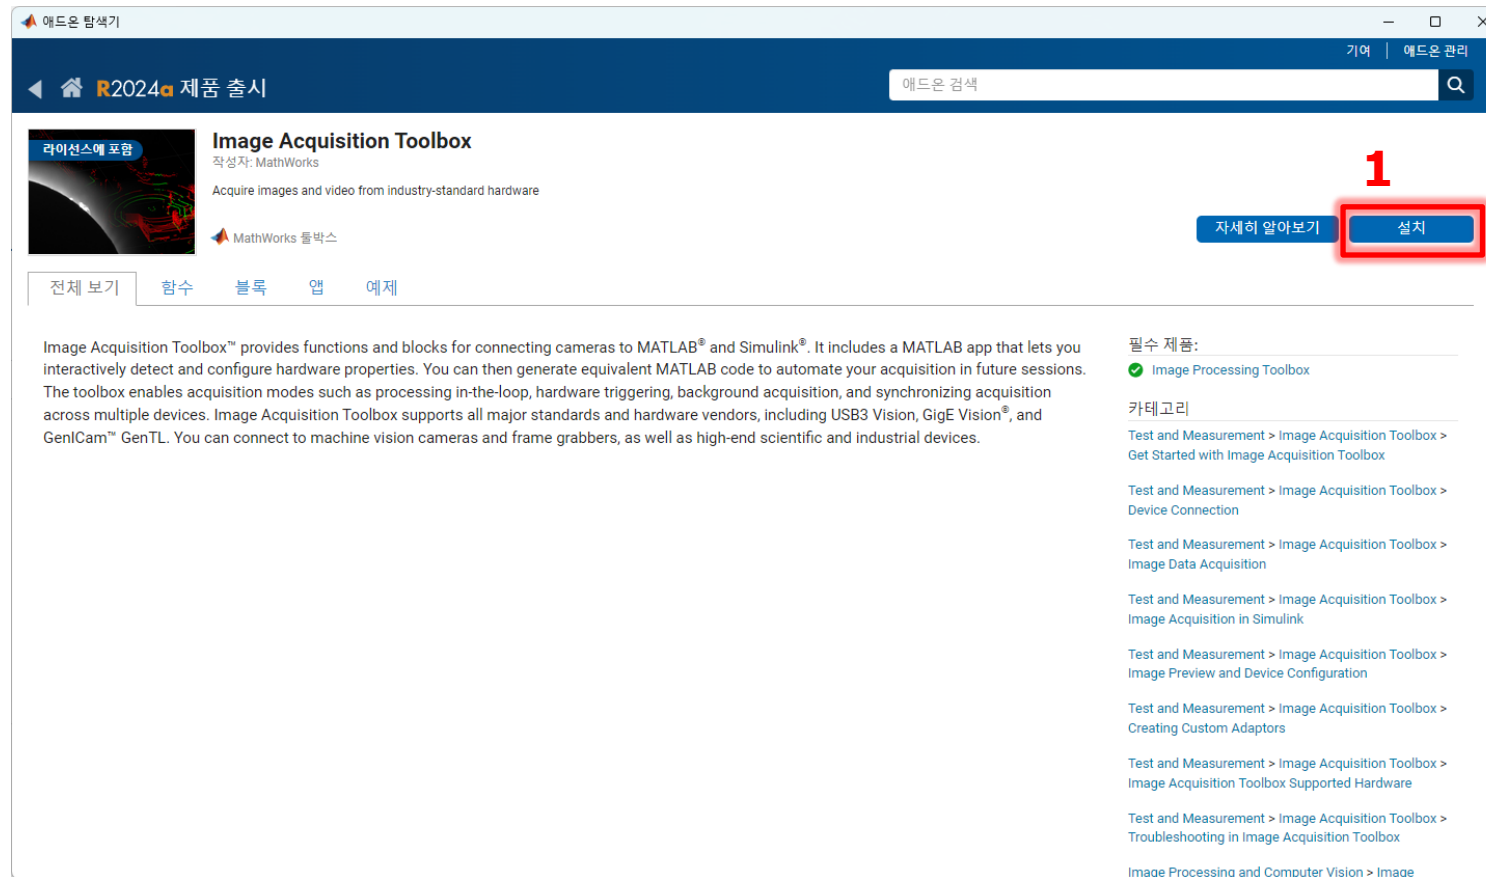 애드온 탐색기
기여 애드온 관리
R2024a 제품 출시
애드온 검색
라이선스에 포함
Image Acquisition Toolbox
작성자: MathWorks
Acquire images and video from industry-standard hardware
1
MathWorks 툴박스
자세히 알아보기
설치
전체 보기 함수 블록 앱 예제
Image Acquisition Toolbox™ provides functions and blocks for connecting cameras to MATLAB® and Simulink®. It includes a MATLAB app that lets you
interactively detect and configure hardware properties. You can then generate equivalent MATLAB code to automate your acquisition in future sessions.
The toolbox enables acquisition modes such as processing in-the-loop, hardware triggering, background acquisition, and synchronizing acquisition
across multiple devices. Image Acquisition Toolbox supports all major standards and hardware vendors, including USB3 Vision, GigE Vision®, and
GenICam™ GenTL. You can connect to machine vision cameras and frame grabbers, as well as high-end scientific and industrial devices.
필수 제품:
Image Processing Toolbox
카테고리
Test and Measurement > Image Acquisition Toolbox >
Get Started with Image Acquisition Toolbox
Test and Measurement > Image Acquisition Toolbox >
Device Connection
Test and Measurement > Image Acquisition Toolbox >
Image Data Acquisition
Test and Measurement > Image Acquisition Toolbox >
Image Acquisition in Simulink
Test and Measurement > Image Acquisition Toolbox >
Image Preview and Device Configuration
Test and Measurement > Image Acquisition Toolbox >
Creating Custom Adaptors
Test and Measurement > Image Acquisition Toolbox >
Image Acquisition Toolbox Supported Hardware
Test and Measurement > Image Acquisition Toolbox >
Troubleshooting in Image Acquisition Toolbox
Image Processing and Computer Vision > Image